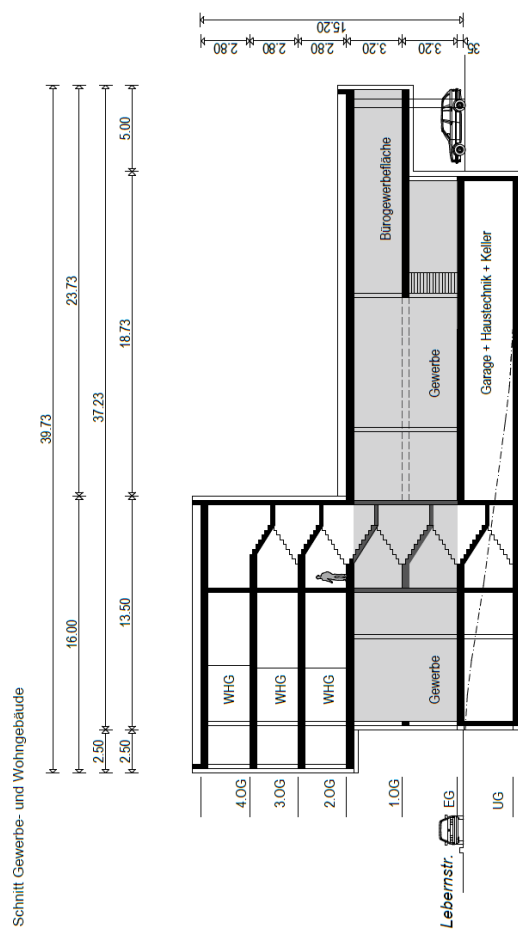 Schnitt Gewerbe- und Wohngebäude
39.73
16.00 23.73
2.50 37.23
2.50 13.50 18.73 5.00
4.OG WHG 2.80
3.OG WHG 2.80
2.OG WHG 2.80
15.20
1.OG Bürogewerbefläche 3.20
EG Gewerbe Gewerbe 3.20
Lebernstr. 35
UG Garage + Haustechnik + Keller